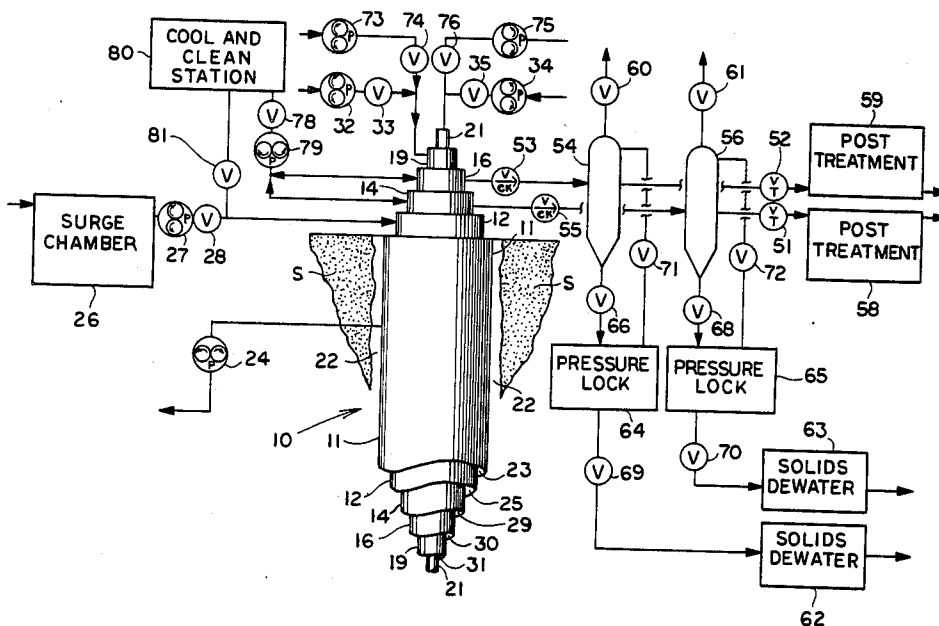 73
74
76
75
80
COOL AND
CLEAN
STATION
P
V
V
P
60
61
59
V
V
35
34
P
V
V
P
32
33
V
78
81
79
P
21
19
16
53
54
56
52
POST
TREATMENT
V
CK
14
V
T
V
12
V
CK
55
V
T
51
SURGE
CHAMBER
P
V
27
28
11
POST
TREATMENT
26
S
S
V
71
V
72
58
V
66
V
68
24
P
22
22
PRESSURE
LOCK
PRESSURE
LOCK
65
10
11
64
63
23
V
69
V
70
SOLIDS
DEWATER
12
25
14
29
16
30
SOLIDS
DEWATER
19
31
21
62